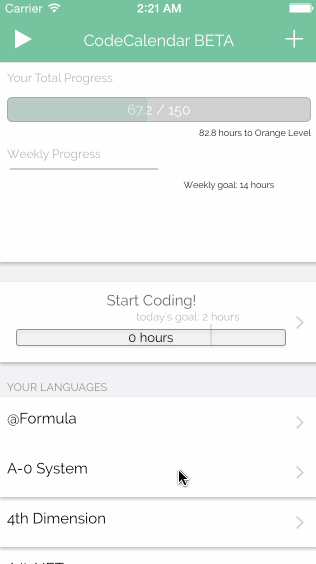 Carrier 2:21 AM
CodeCalendar BETA
Your Total Progress
67.2 / 150
82.8 hours to Orange Level
Weekly Progress
Weekly goal: 14 hours
Start Coding!
today's goal: 2 hours
0 hours
YOUR LANGUAGES
@Formula
A-0 System
4th Dimension